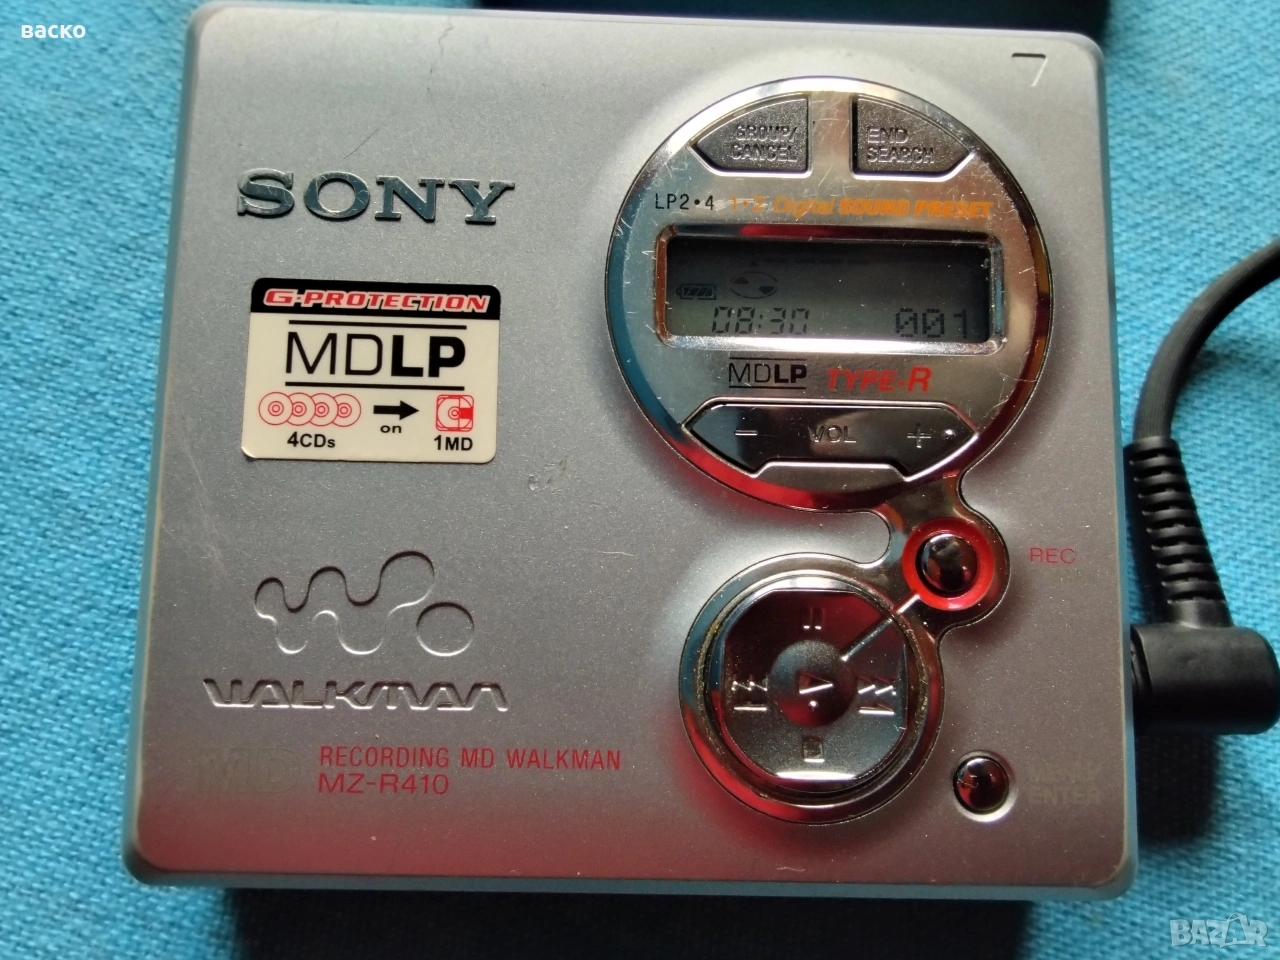 васко
GROUP/
CANCEL
END
SEARCH
SONY
LP2•4 1•2 Digital SOUND PRESET
G-PROTECTION
MDLP
4CDs on 1MD
08:30 001
MDLP TYPE-R
- VOL +
REC
WALKMAN
MD
RECORDING MD WALKMAN
MZ-R410
MENU/
ENTER
BAZAR